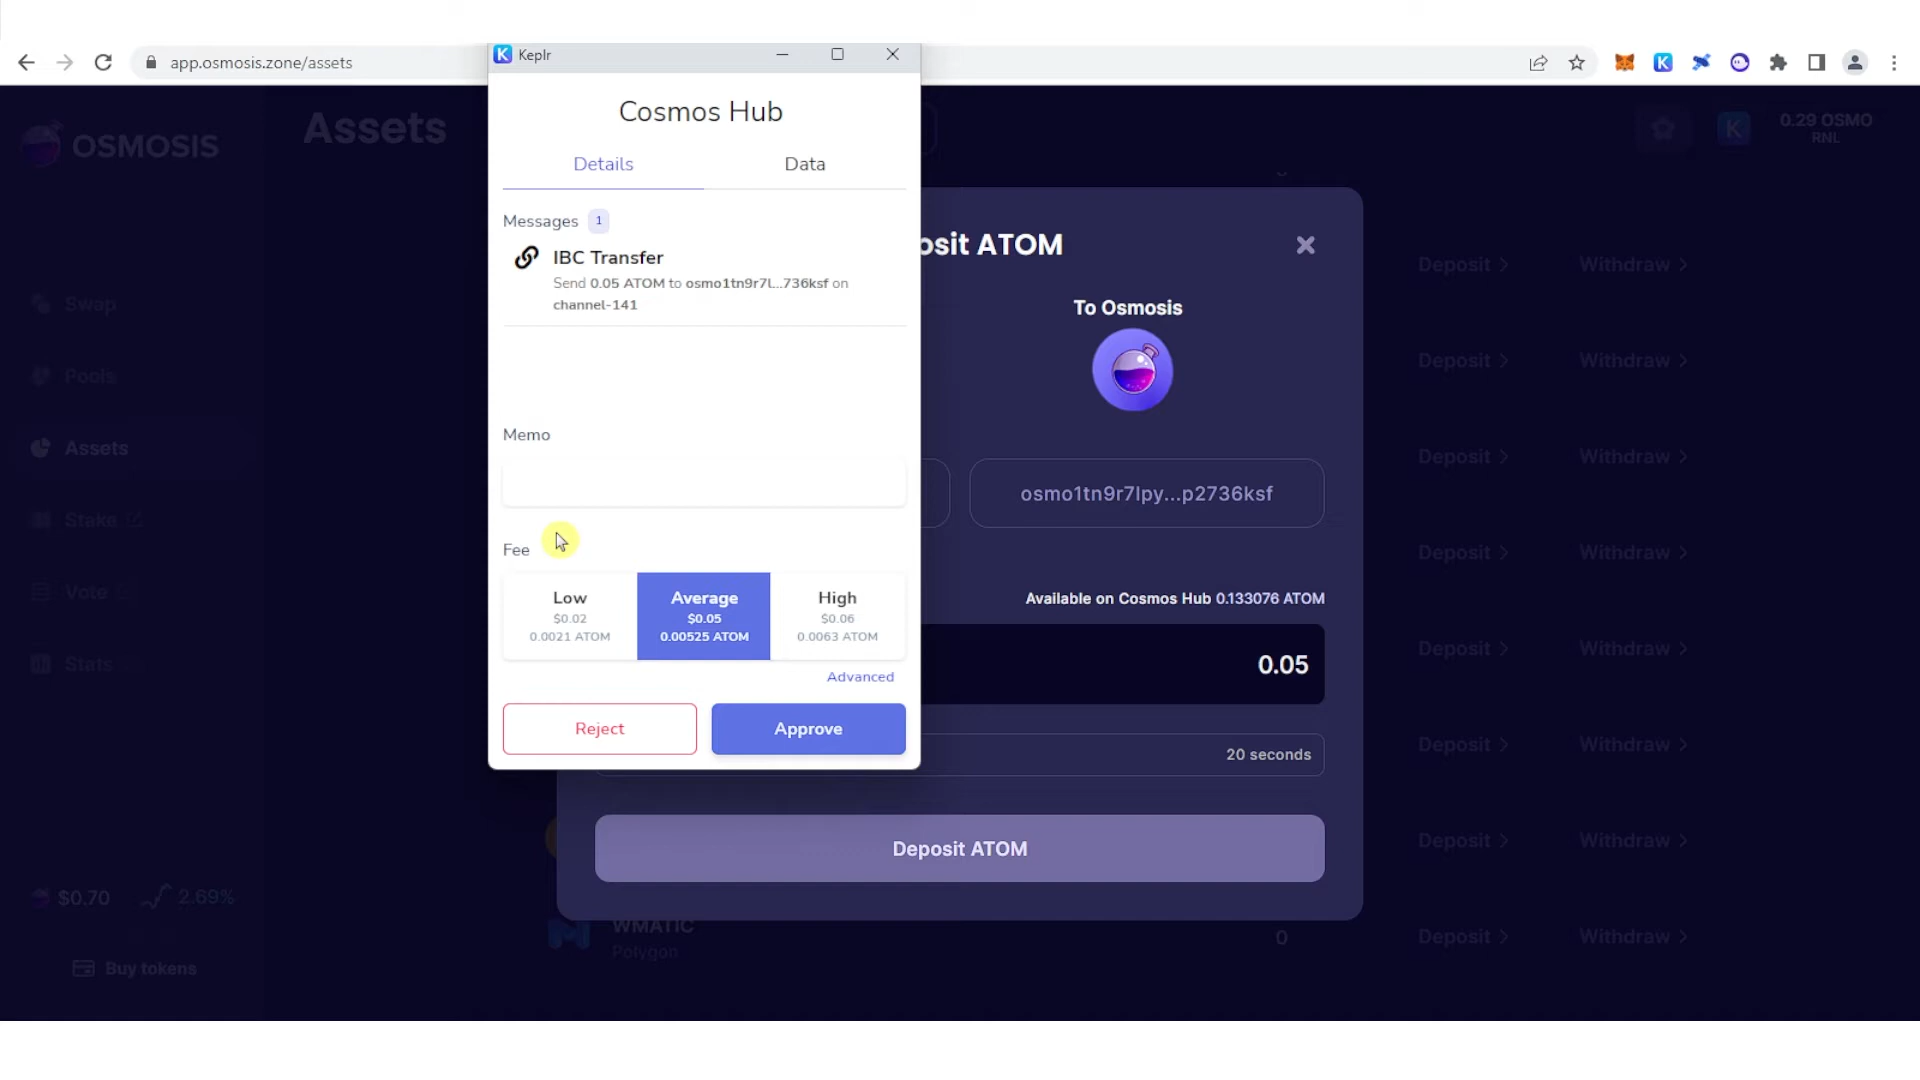 Keplr
app.osmosis.zone/assets
Cosmos Hub
Details
Data
Messages 1
IBC Transfer
Send 0.05 ATOM to osmo1tn9r7l...736ksf on
channel-141
Memo
Fee
Low
$0.02
0.0021 ATOM
Average
$0.05
0.00525 ATOM
High
$0.06
0.0063 ATOM
Advanced
Reject
Approve
OSMOSIS
Assets
K
0.29 OSMO
RNL
Swap
Pools
Assets
Stake
Vote
Stats
$0.70
2.69%
Buy tokens
osit ATOM
To Osmosis
osmo1tn9r7lpy...p2736ksf
Available on Cosmos Hub 0.133076 ATOM
0.05
20 seconds
Deposit ATOM
Deposit > Withdraw >
Deposit > Withdraw >
Deposit > Withdraw >
Deposit > Withdraw >
Deposit > Withdraw >
Deposit > Withdraw >
Deposit > Withdraw >
WMATIC
Polygon
0
Deposit > Withdraw >